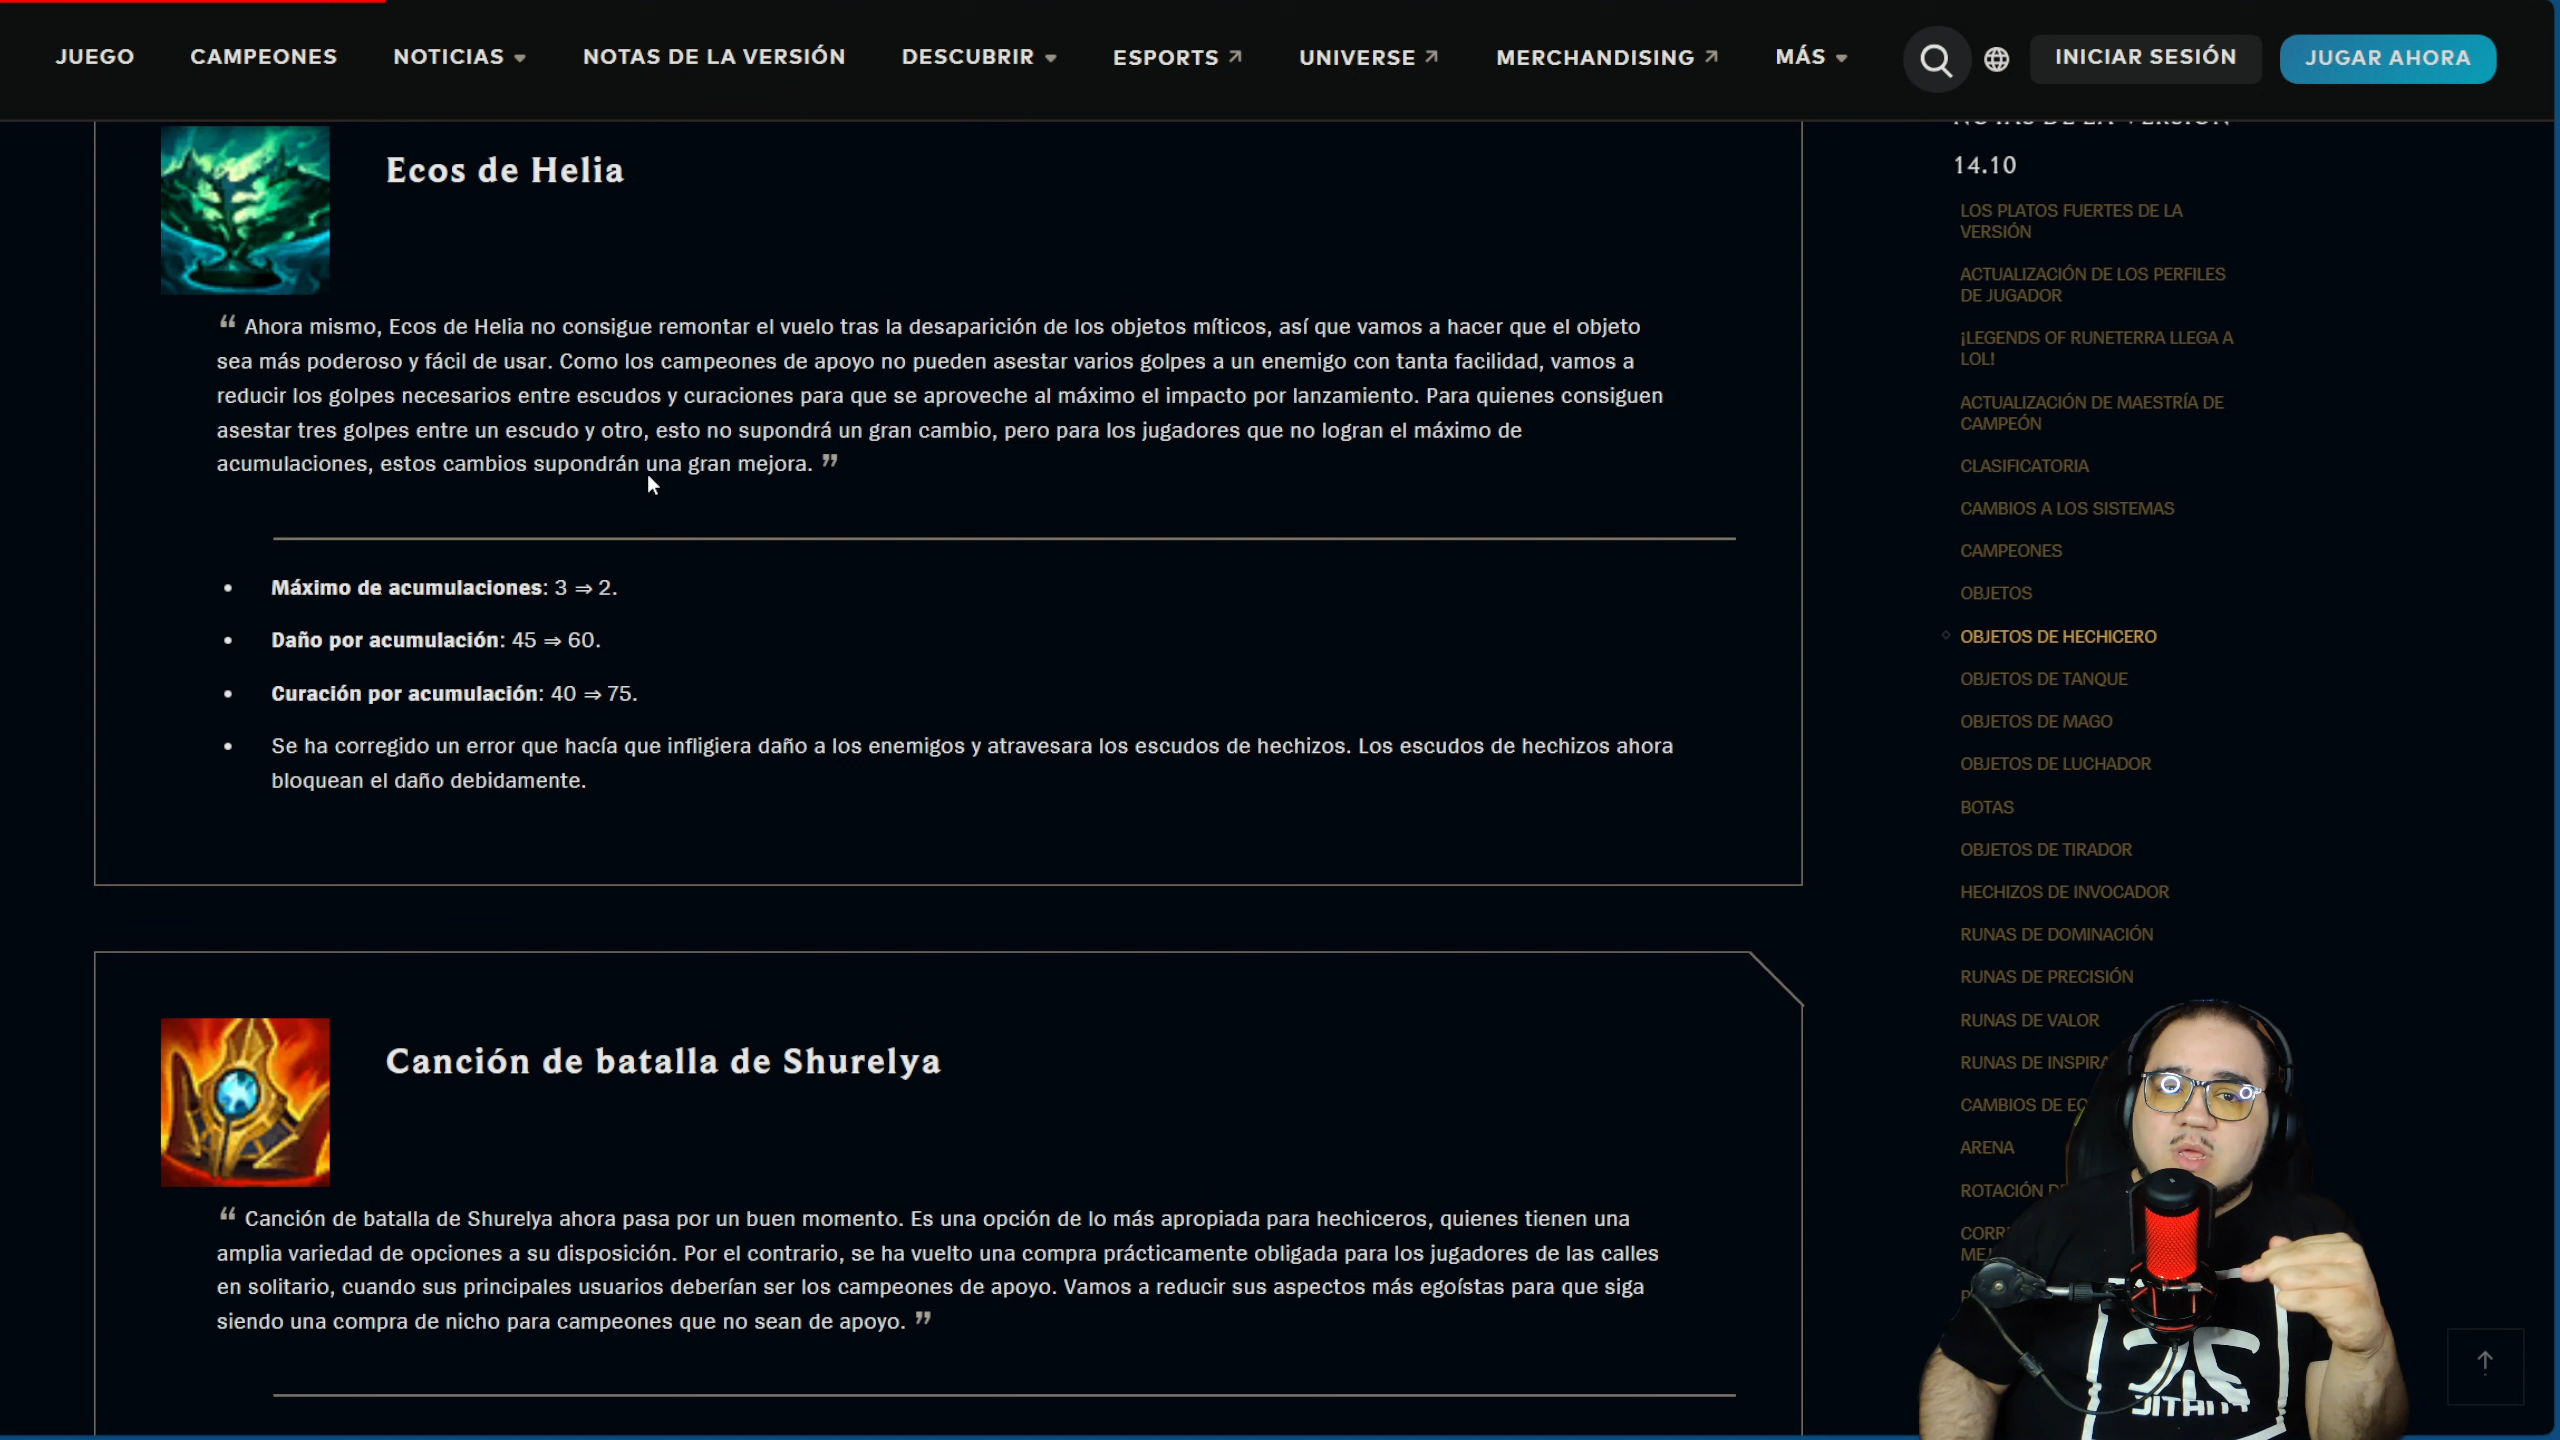 JUEGO CAMPEONES NOTICIAS NOTAS DE LA VERSIÓN DESCUBRIR ESPORTS UNIVERSE MERCHANDISING MÁS INICIAR SESIÓN JUGAR AHORA
Ecos de Helia
“ Ahora mismo, Ecos de Helia no consigue remontar el vuelo tras la desaparición de los objetos míticos, así que vamos a hacer que el objeto
sea más poderoso y fácil de usar. Como los campeones de apoyo no pueden asestar varios golpes a un enemigo con tanta facilidad, vamos a
reducir los golpes necesarios entre escudos y curaciones para que se aproveche al máximo el impacto por lanzamiento. Para quienes consiguen
asestar tres golpes entre un escudo y otro, esto no supondrá un gran cambio, pero para los jugadores que no logran el máximo de
acumulaciones, estos cambios supondrán una gran mejora. ”
• Máximo de acumulaciones: 3 ⇒ 2.
• Daño por acumulación: 45 ⇒ 60.
• Curación por acumulación: 40 ⇒ 75.
• Se ha corregido un error que hacía que infligiera daño a los enemigos y atravesara los escudos de hechizos. Los escudos de hechizos ahora
bloquean el daño debidamente.
Canción de batalla de Shurelya
“ Canción de batalla de Shurelya ahora pasa por un buen momento. Es una opción de lo más apropiada para hechiceros, quienes tienen una
amplia variedad de opciones a su disposición. Por el contrario, se ha vuelto una compra prácticamente obligada para los jugadores de las calles
en solitario, cuando sus principales usuarios deberían ser los campeones de apoyo. Vamos a reducir sus aspectos más egoístas para que siga
siendo una compra de nicho para campeones que no sean de apoyo. ”
NOTAS DE LA VERSIÓN
14.10
LOS PLATOS FUERTES DE LA
VERSIÓN
ACTUALIZACIÓN DE LOS PERFILES
DE JUGADOR
¡LEGENDS OF RUNETERRA LLEGA A
LOL!
ACTUALIZACIÓN DE MAESTRÍA DE
CAMPEÓN
CLASIFICATORIA
CAMBIOS A LOS SISTEMAS
CAMPEONES
OBJETOS
OBJETOS DE HECHICERO
OBJETOS DE TANQUE
OBJETOS DE MAGO
OBJETOS DE LUCHADOR
BOTAS
OBJETOS DE TIRADOR
HECHIZOS DE INVOCADOR
RUNAS DE DOMINACIÓN
RUNAS DE PRECISIÓN
RUNAS DE VALOR
RUNAS DE INSPIRA
CAMBIOS DE
ARENA
ROTACIÓN